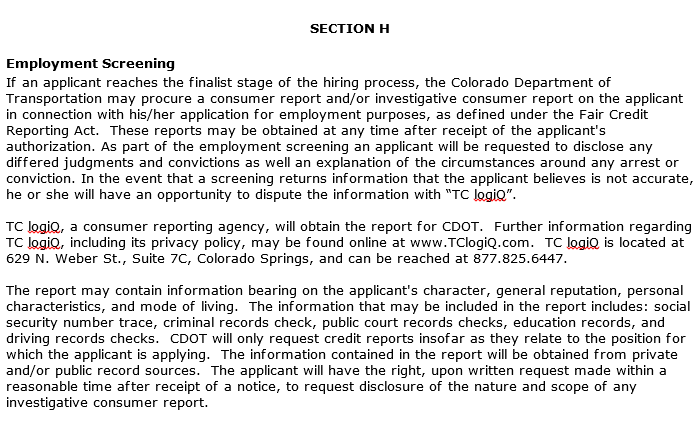 SECTION H
Employment Screening
If an applicant reaches the finalist stage of the hiring process, the Colorado Department of
Transportation may procure a consumer report and/or investigative consumer report on the applicant
in connection with his/her application for employment purposes, as defined under the Fair Credit
Reporting Act.  These reports may be obtained at any time after receipt of the applicant's
authorization. As part of the employment screening an applicant will be requested to disclose any
differed judgments and convictions as well an explanation of the circumstances around any arrest or
conviction. In the event that a screening returns information that the applicant believes is not accurate,
he or she will have an opportunity to dispute the information with “TC logiQ”.
TC logiQ, a consumer reporting agency, will obtain the report for CDOT.  Further information regarding
TC logiQ, including its privacy policy, may be found online at www.TClogiQ.com.  TC logiQ is located at
629 N. Weber St., Suite 7C, Colorado Springs, and can be reached at 877.825.6447.
The report may contain information bearing on the applicant's character, general reputation, personal
characteristics, and mode of living.  The information that may be included in the report includes: social
security number trace, criminal records check, public court records checks, education records, and
driving records checks.  CDOT will only request credit reports insofar as they relate to the position for
which the applicant is applying.  The information contained in the report will be obtained from private
and/or public record sources.  The applicant will have the right, upon written request made within a
reasonable time after receipt of a notice, to request disclosure of the nature and scope of any
investigative consumer report.